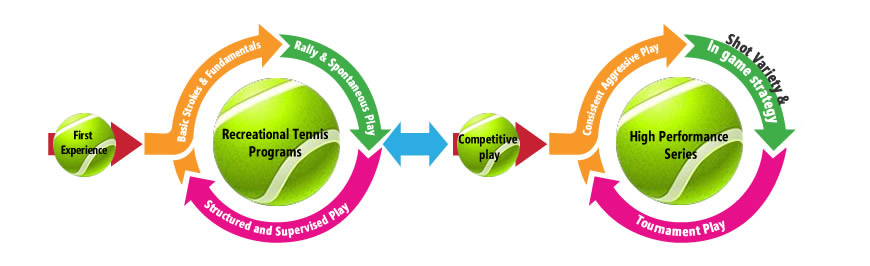 First
Experience
Basic Strokes & Fundamentals
Rally & Spontaneous Play
Recreational Tennis
Programs
Structured and Supervised Play
Competitive
play
Consistent Aggressive Play
Shot Variety &
In game strategy
High Performance
Series
Tournament Play